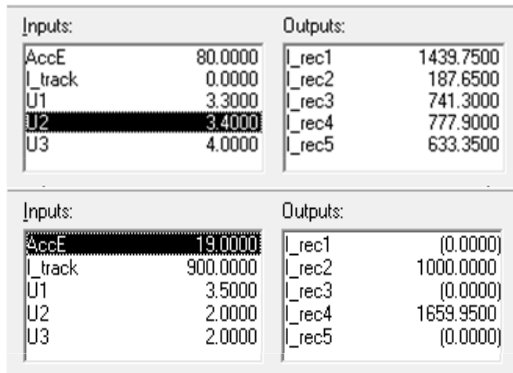 Inputs: Outputs:
AccE 80.0000 I_rec1 1439.7500
I_track 0.0000 I_rec2 187.6500
U1 3.3000 I_rec3 741.3000
U2 3.4000 I_rec4 777.9000
U3 4.0000 I_rec5 633.3500
Inputs: Outputs:
AccE 19.0000 I_rec1 (0.0000)
I_track 900.0000 I_rec2 1000.0000
U1 3.5000 I_rec3 (0.0000)
U2 2.0000 I_rec4 1659.9500
U3 2.0000 I_rec5 (0.0000)